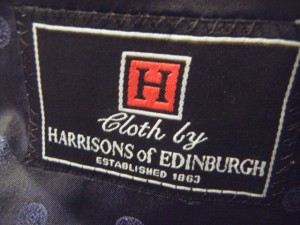 H
Cloth by
HARRISONS of EDINBURGH
ESTABLISHED 1863